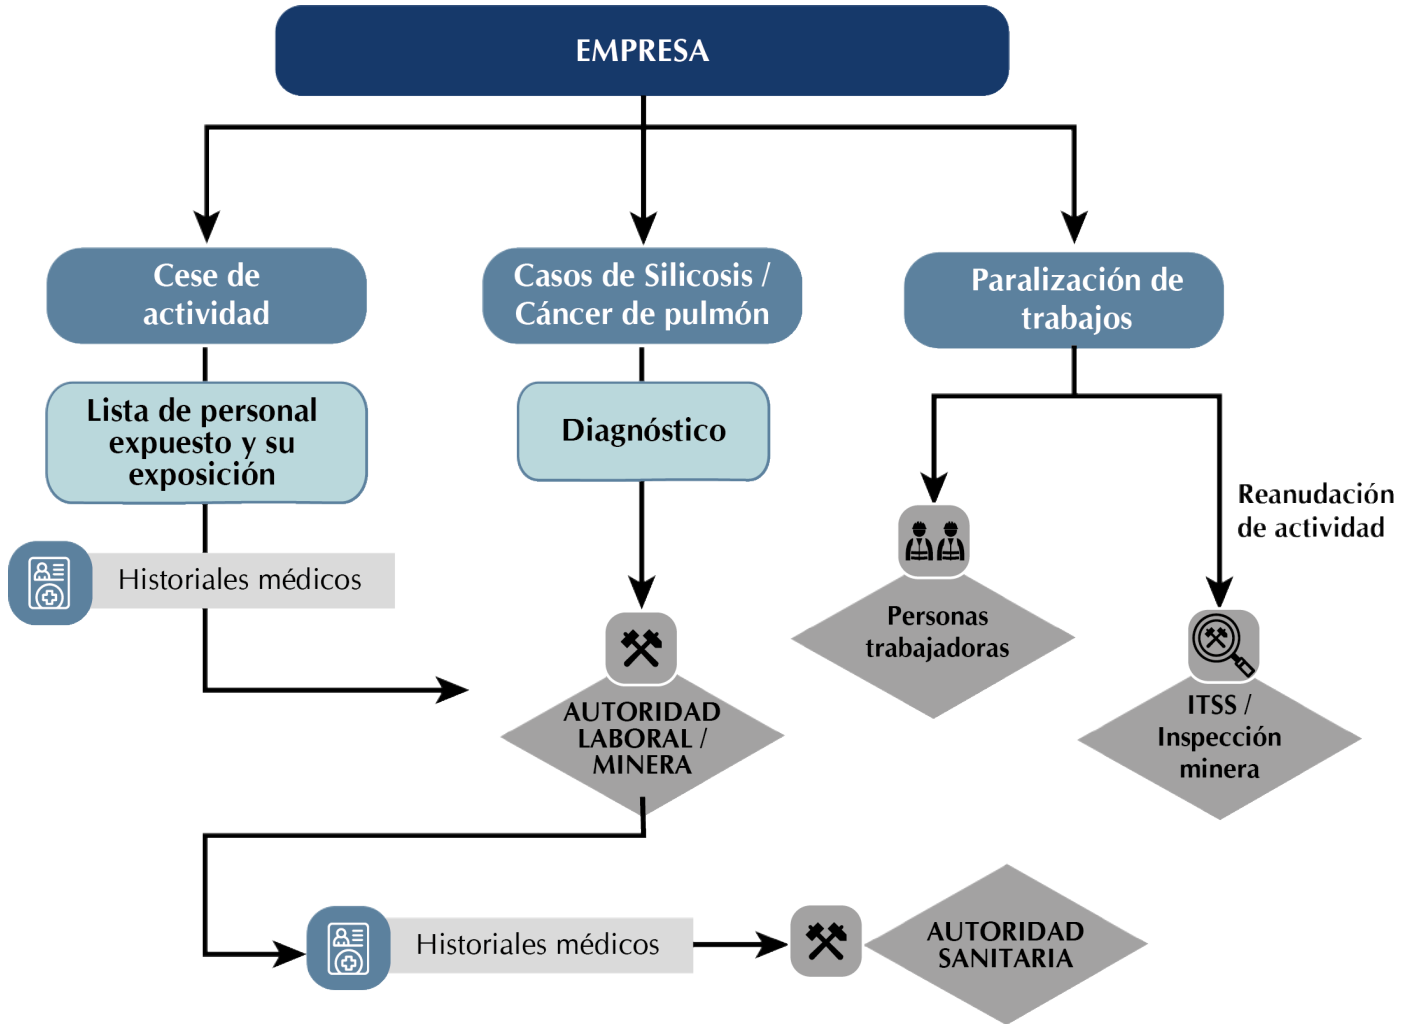 EMPRESA
Cese de
actividad
Casos de Silicosis /
Cáncer de pulmón
Paralización de
trabajos
Lista de personal
expuesto y su
exposición
Diagnóstico
Reanudación
de actividad
Historiales médicos
Personas
trabajadoras
AUTORIDAD
LABORAL /
MINERA
ITSS /
Inspección
minera
Historiales médicos
AUTORIDAD
SANITARIA